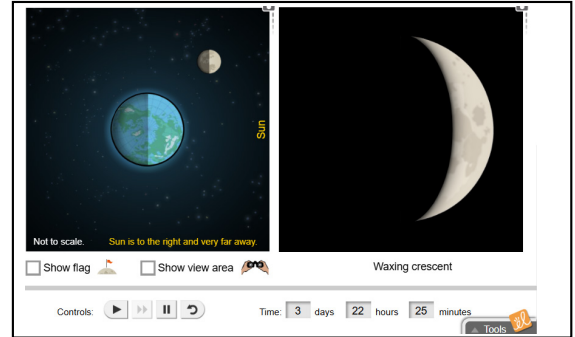 Sun
Not to scale. Sun is to the right and very far away.
Show flag Show view area Waxing crescent
Controls: Time: 3 days 22 hours 25 minutes
Tools